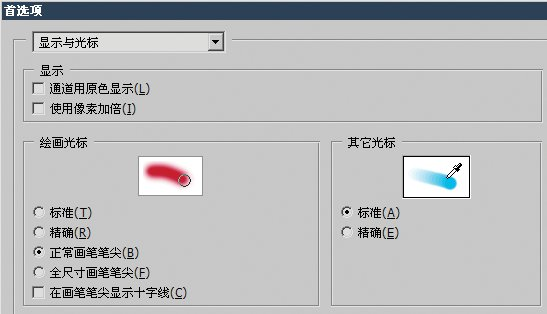 首选项
显示与光标
显示
通道用原色显示(L)
使用像素加倍(I)
绘画光标
标准(T)
精确(R)
正常画笔笔尖(B)
全尺寸画笔笔尖(F)
在画笔笔尖显示十字线(C)
其它光标
标准(A)
精确(E)